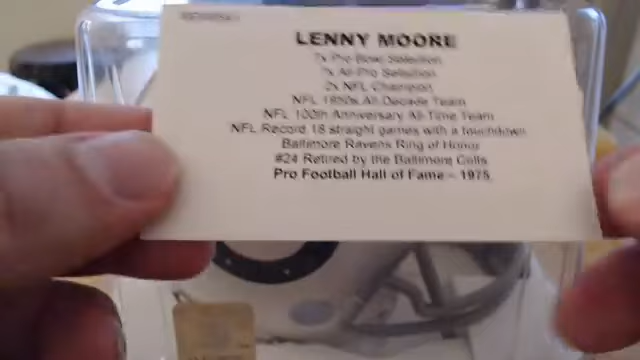 LENNY MOORE
7x Pro Bowl Selection
7x All-Pro Selection
2x NFL Champion
NFL 1950s All-Decade Team
NFL 100th Anniversary All-Time Team
NFL Record 18 straight games with a touchdown
Baltimore Ravens Ring of Honor
#24 Retired by the Baltimore Colts
Pro Football Hall of Fame - 1975